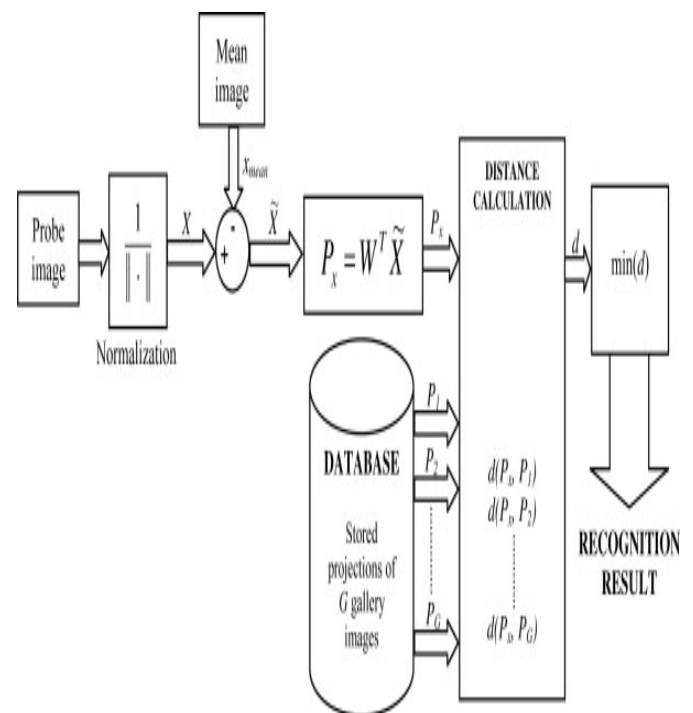 Mean
image
x_mean
Probe
image
1
‖ · ‖
Normalization
X
+
-
X̃
P_x = W^T X̃
P_x
DISTANCE
CALCULATION
d
min(d)
DATABASE
Stored
projections of
G gallery
images
P_1
P_2
P_G
d(P_x, P_1)
d(P_x, P_2)
d(P_x, P_G)
RECOGNITION
RESULT